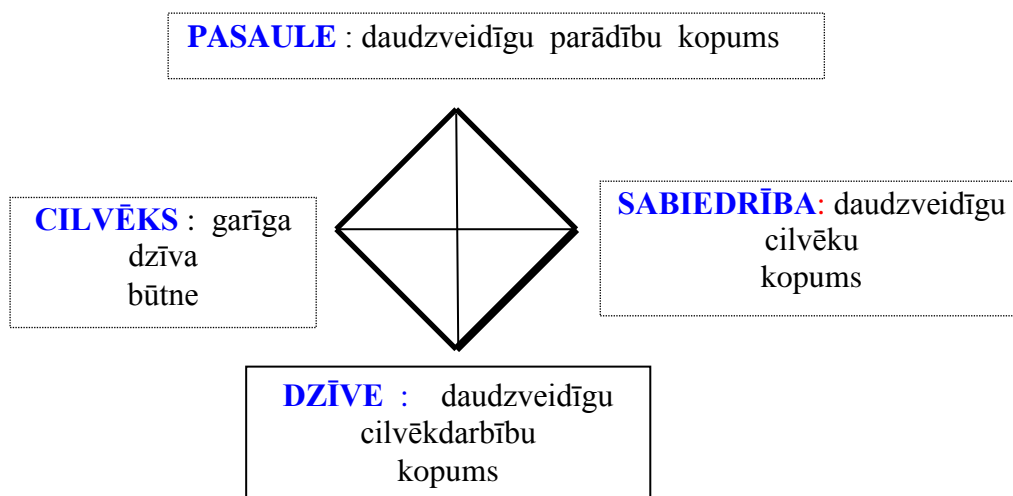 PASAULE : daudzveidīgu parādību kopums
CILVĒKS : garīga
dzīva
būtne
SABIEDRĪBA: daudzveidīgu
cilvēku
kopums
DZĪVE : daudzveidīgu
cilvēkdarbību
kopums